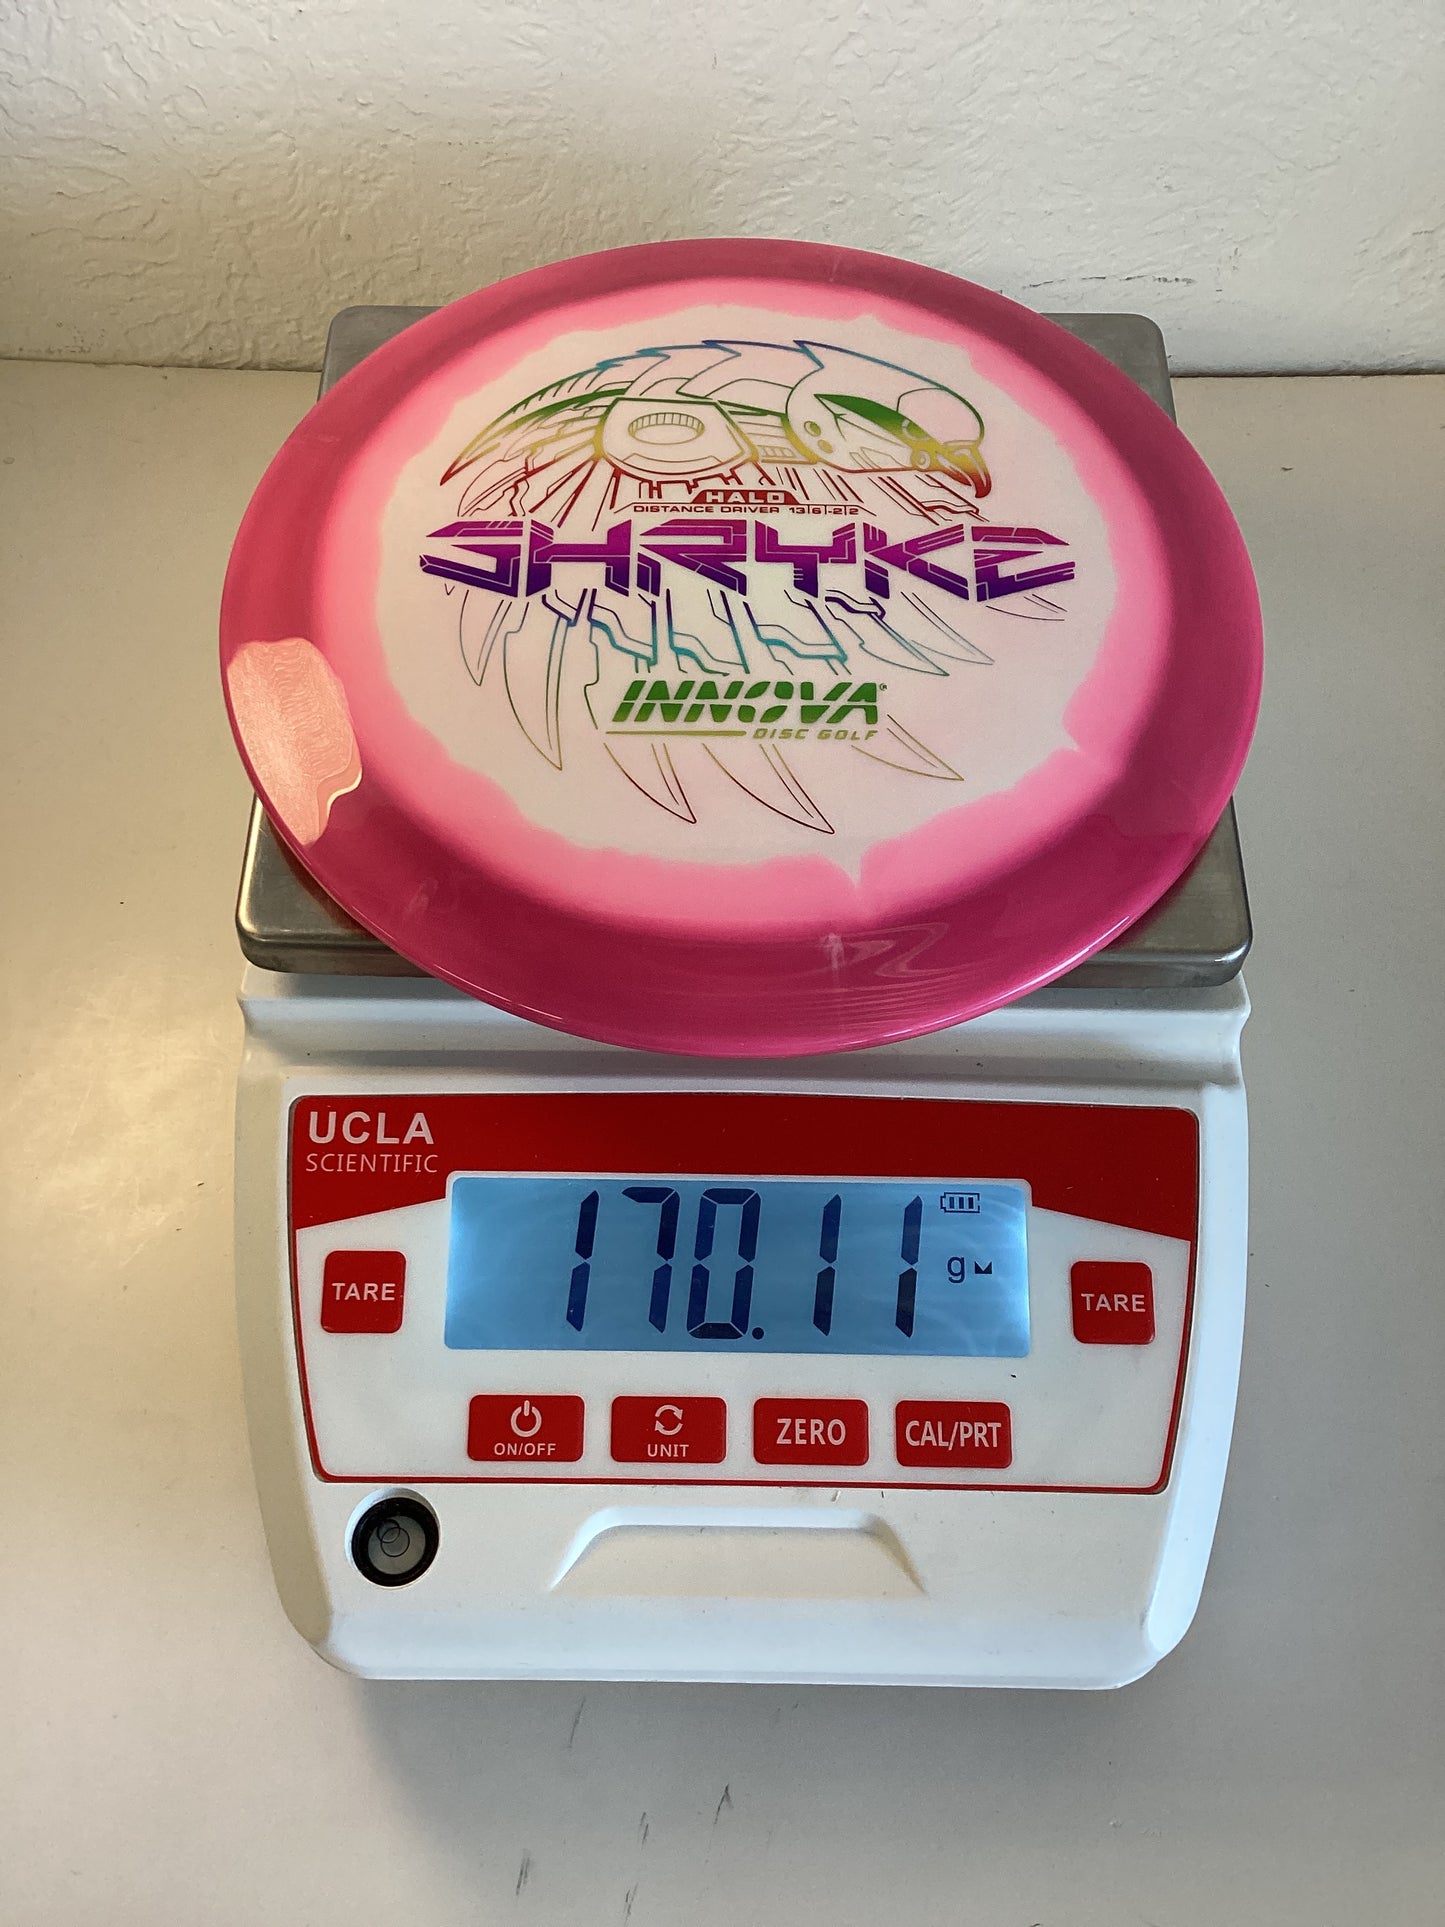 HALO
DISTANCE DRIVER 13|6|-2|2
SHRYKE
INNOVA®
DISC GOLF
UCLA
SCIENTIFIC
170.11 g
TARE
TARE
ON/OFF
UNIT
ZERO
CAL/PRT